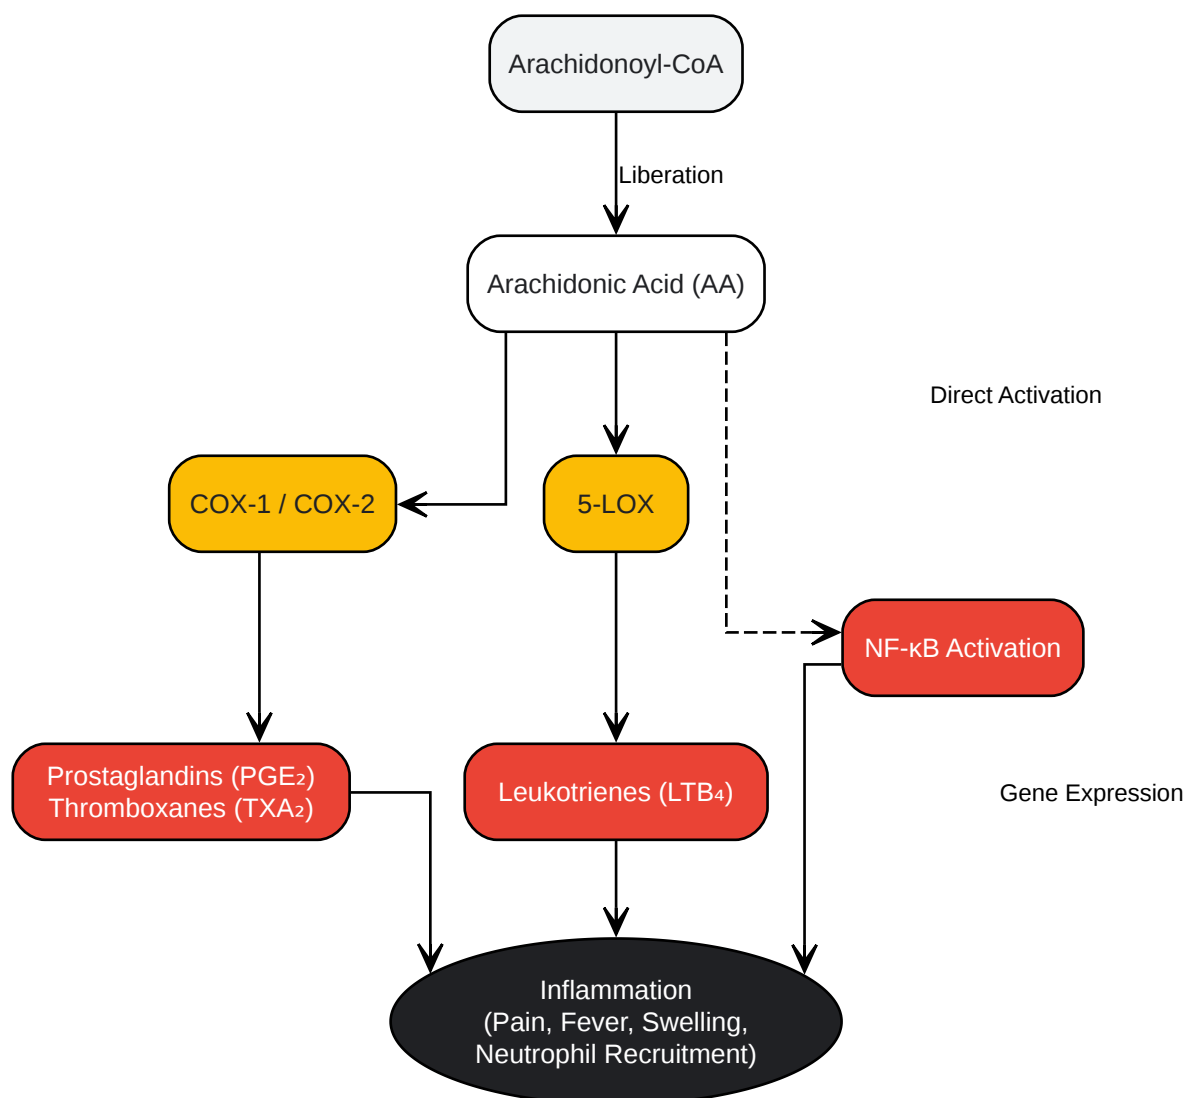 Arachidonoyl-CoA
Liberation
Arachidonic Acid (AA)
Direct Activation
COX-1 / COX-2
5-LOX
NF-κB Activation
Prostaglandins (PGE₂)
Thromboxanes (TXA₂)
Leukotrienes (LTB₄)
Gene Expression
Inflammation
(Pain, Fever, Swelling,
Neutrophil Recruitment)